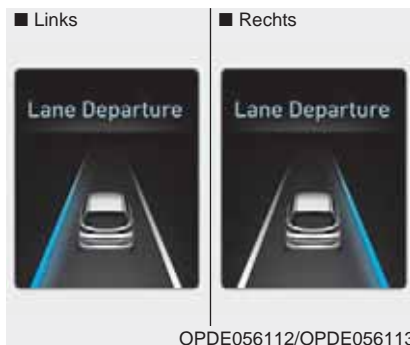 ■ Links
■ Rechts
Lane Departure
Lane Departure
OPDE056112/OPDE056113